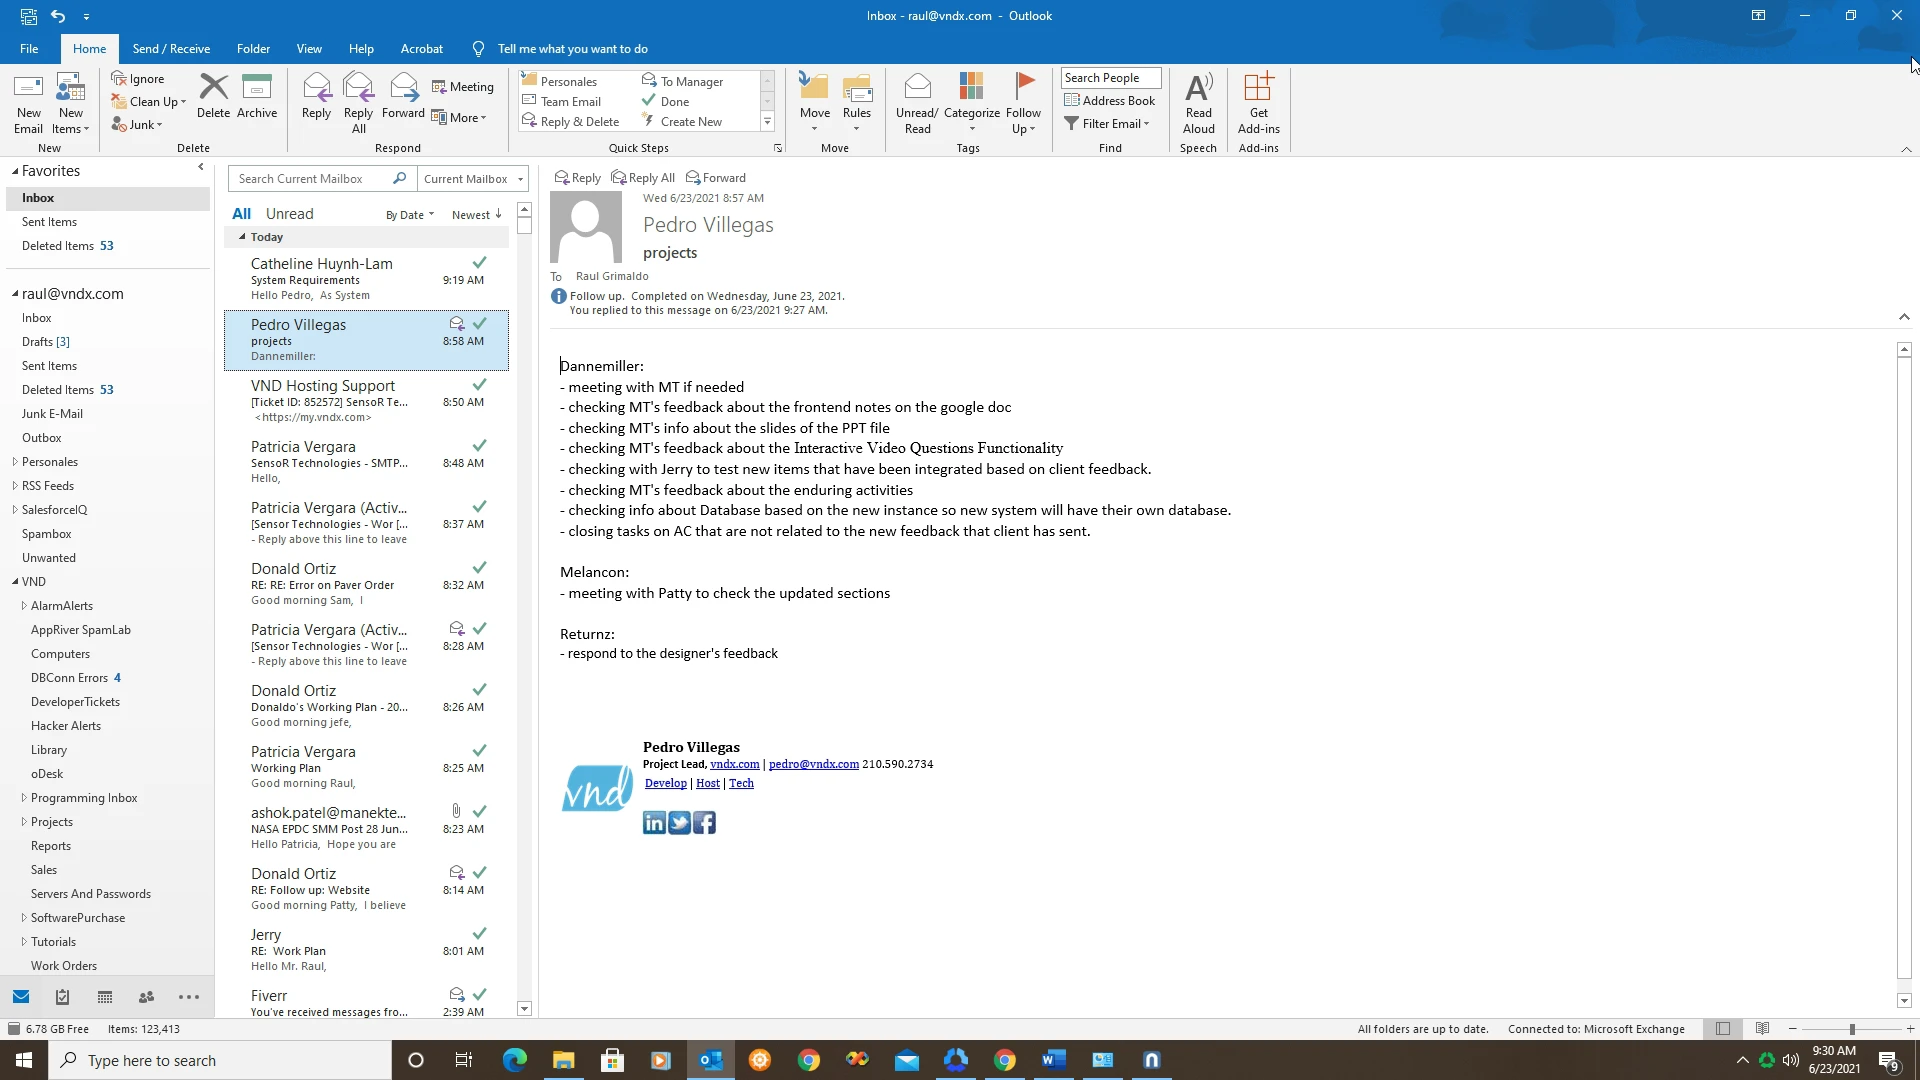 Inbox - raul@vndx.com - Outlook
File Home Send / Receive Folder View Help Acrobat Tell me what you want to do
New Email
New Items
New
Ignore
Clean Up
Junk
Delete
Archive
Delete
Reply
Reply All
Forward
Meeting
More
Respond
Personales
Team Email
Reply & Delete
To Manager
Done
Create New
Quick Steps
Move
Rules
Move
Unread/ Read
Categorize
Follow Up
Tags
Search People
Address Book
Filter Email
Find
Read Aloud
Speech
Get Add-ins
Add-ins
Favorites
Inbox
Sent Items
Deleted Items 53
raul@vndx.com
Inbox
Drafts [3]
Sent Items
Deleted Items 53
Junk E-Mail
Outbox
Personales
RSS Feeds
SalesforceIQ
Spambox
Unwanted
VND
AlarmAlerts
AppRiver SpamLab
Computers
DBConn Errors 4
DeveloperTickets
Hacker Alerts
Library
oDesk
Programming Inbox
Projects
Reports
Sales
Servers And Passwords
SoftwarePurchase
Tutorials
Work Orders
Search Current Mailbox Current Mailbox
All Unread By Date Newest ↓
Today
Catheline Huynh-Lam
System Requirements 9:19 AM
Hello Pedro, As System
Pedro Villegas
projects 8:58 AM
Dannemiller:
VND Hosting Support
[Ticket ID: 852572] SensoR Te... 8:50 AM
<https://my.vndx.com>
Patricia Vergara
SensoR Technologies - SMTP... 8:48 AM
Hello,
Patricia Vergara (Activ...
[Sensor Technologies - Wor [... 8:37 AM
- Reply above this line to leave
Donald Ortiz
RE: RE: Error on Paver Order 8:32 AM
Good morning Sam, I
Patricia Vergara (Activ...
[Sensor Technologies - Wor [... 8:28 AM
- Reply above this line to leave
Donald Ortiz
Donaldo's Working Plan - 20... 8:26 AM
Good morning jefe,
Patricia Vergara
Working Plan 8:25 AM
Good morning Raul,
ashok.patel@manekte...
NASA EPDC SMM Post 28 Jun... 8:23 AM
Hello Patricia, Hope you are
Donald Ortiz
RE: Follow up: Website 8:14 AM
Good morning Patty, I believe
Jerry
RE: Work Plan 8:01 AM
Hello Mr. Raul,
Fiverr
You've received messages fro... 2:39 AM
Reply Reply All Forward
Wed 6/23/2021 8:57 AM
Pedro Villegas
projects
To Raul Grimaldo
Follow up. Completed on Wednesday, June 23, 2021.
You replied to this message on 6/23/2021 9:27 AM.
Dannemiller:
- meeting with MT if needed
- checking MT's feedback about the frontend notes on the google doc
- checking MT's info about the slides of the PPT file
- checking MT's feedback about the Interactive Video Questions Functionality
- checking with Jerry to test new items that have been integrated based on client feedback.
- checking MT's feedback about the enduring activities
- checking info about Database based on the new instance so new system will have their own database.
- closing tasks on AC that are not related to the new feedback that client has sent.
Melancon:
- meeting with Patty to check the updated sections
Returnz:
- respond to the designer's feedback
vnd
Pedro Villegas
Project Lead, vndx.com | pedro@vndx.com 210.590.2734
Develop | Host | Tech
6.78 GB Free Items: 123,413
All folders are up to date. Connected to: Microsoft Exchange
Type here to search
9:30 AM
6/23/2021
9